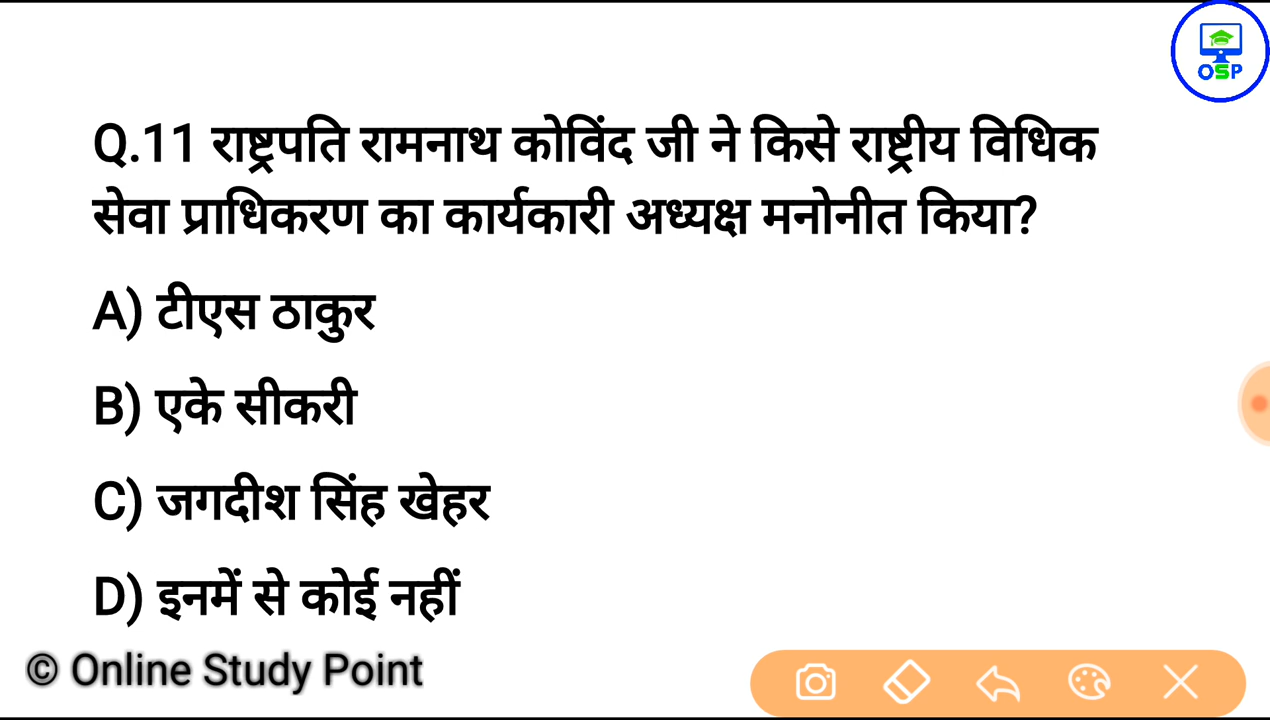 OSP
Q.11 राष्ट्रपति रामनाथ कोविंद जी ने किसे राष्ट्रीय विधिक
सेवा प्राधिकरण का कार्यकारी अध्यक्ष मनोनीत किया?
A) टीएस ठाकुर
B) एके सीकरी
C) जगदीश सिंह खेहर
D) इनमें से कोई नहीं
© Online Study Point